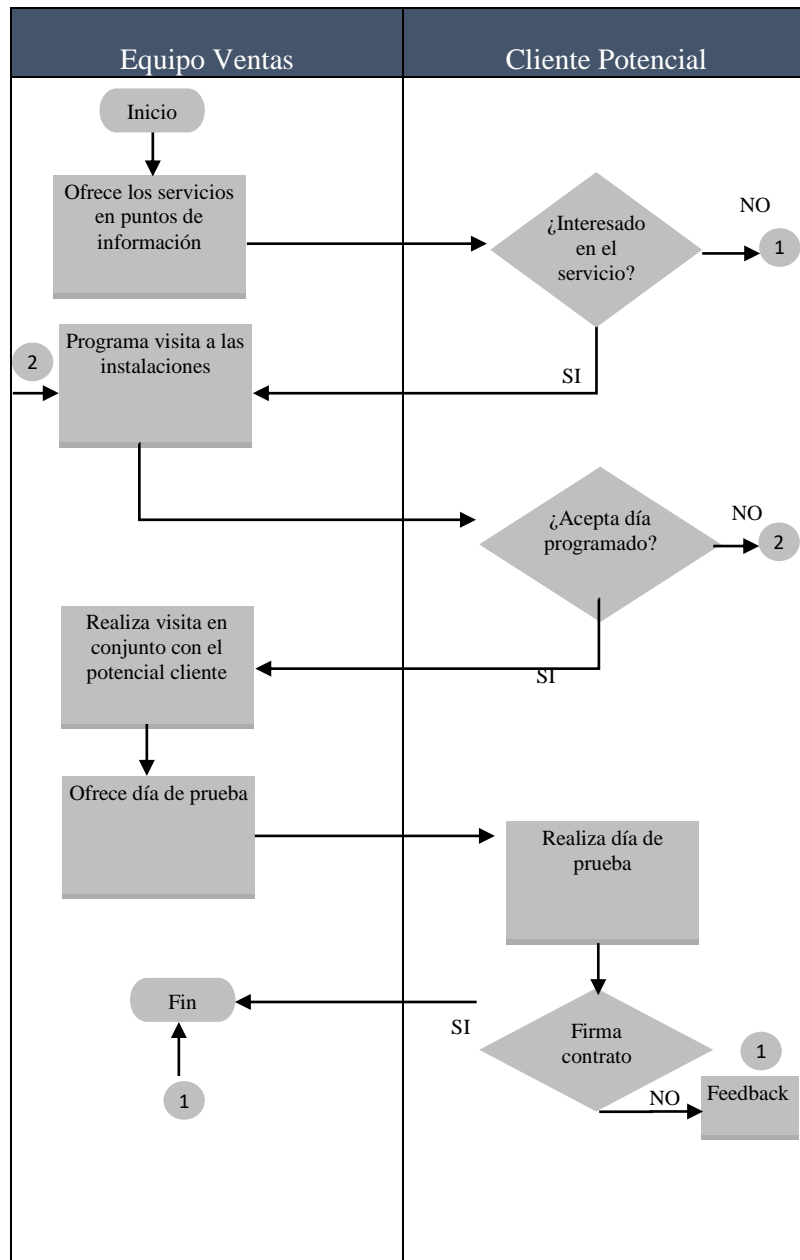 Equipo Ventas
Cliente Potencial
Inicio
Ofrece los servicios
en puntos de
información
¿Interesado
en el
servicio?
NO
1
Programa visita a las
instalaciones
2
SI
¿Acepta día
programado?
NO
2
Realiza visita en
conjunto con el
potencial cliente
SI
Ofrece día de prueba
Realiza día de
prueba
Fin
SI
Firma
contrato
1
1
NO
Feedback